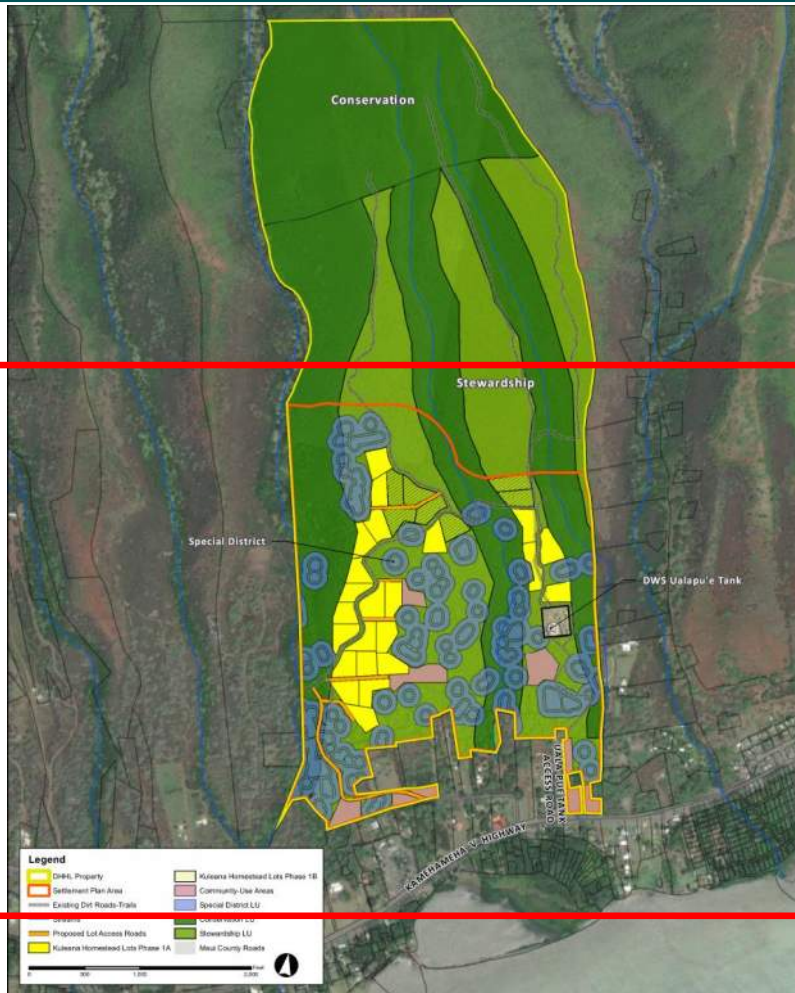 Conservation
Stewardship
Special District
DWS Ualapu'e Tank
UALAPU'E TANK
ACCESS ROAD
KAMEHAMEHA V HIGHWAY
Legend
DHHL Property
Settlement Plan Area
Existing Dirt Roads-Trails
Streams
Proposed Lot Access Roads
Kuleana Homestead Lots Phase 1A
Kuleana Homestead Lots Phase 1B
Community-Use Areas
Special District LU
Conservation LU
Stewardship LU
Maui County Roads
Feet
0 500 1,000 2,000